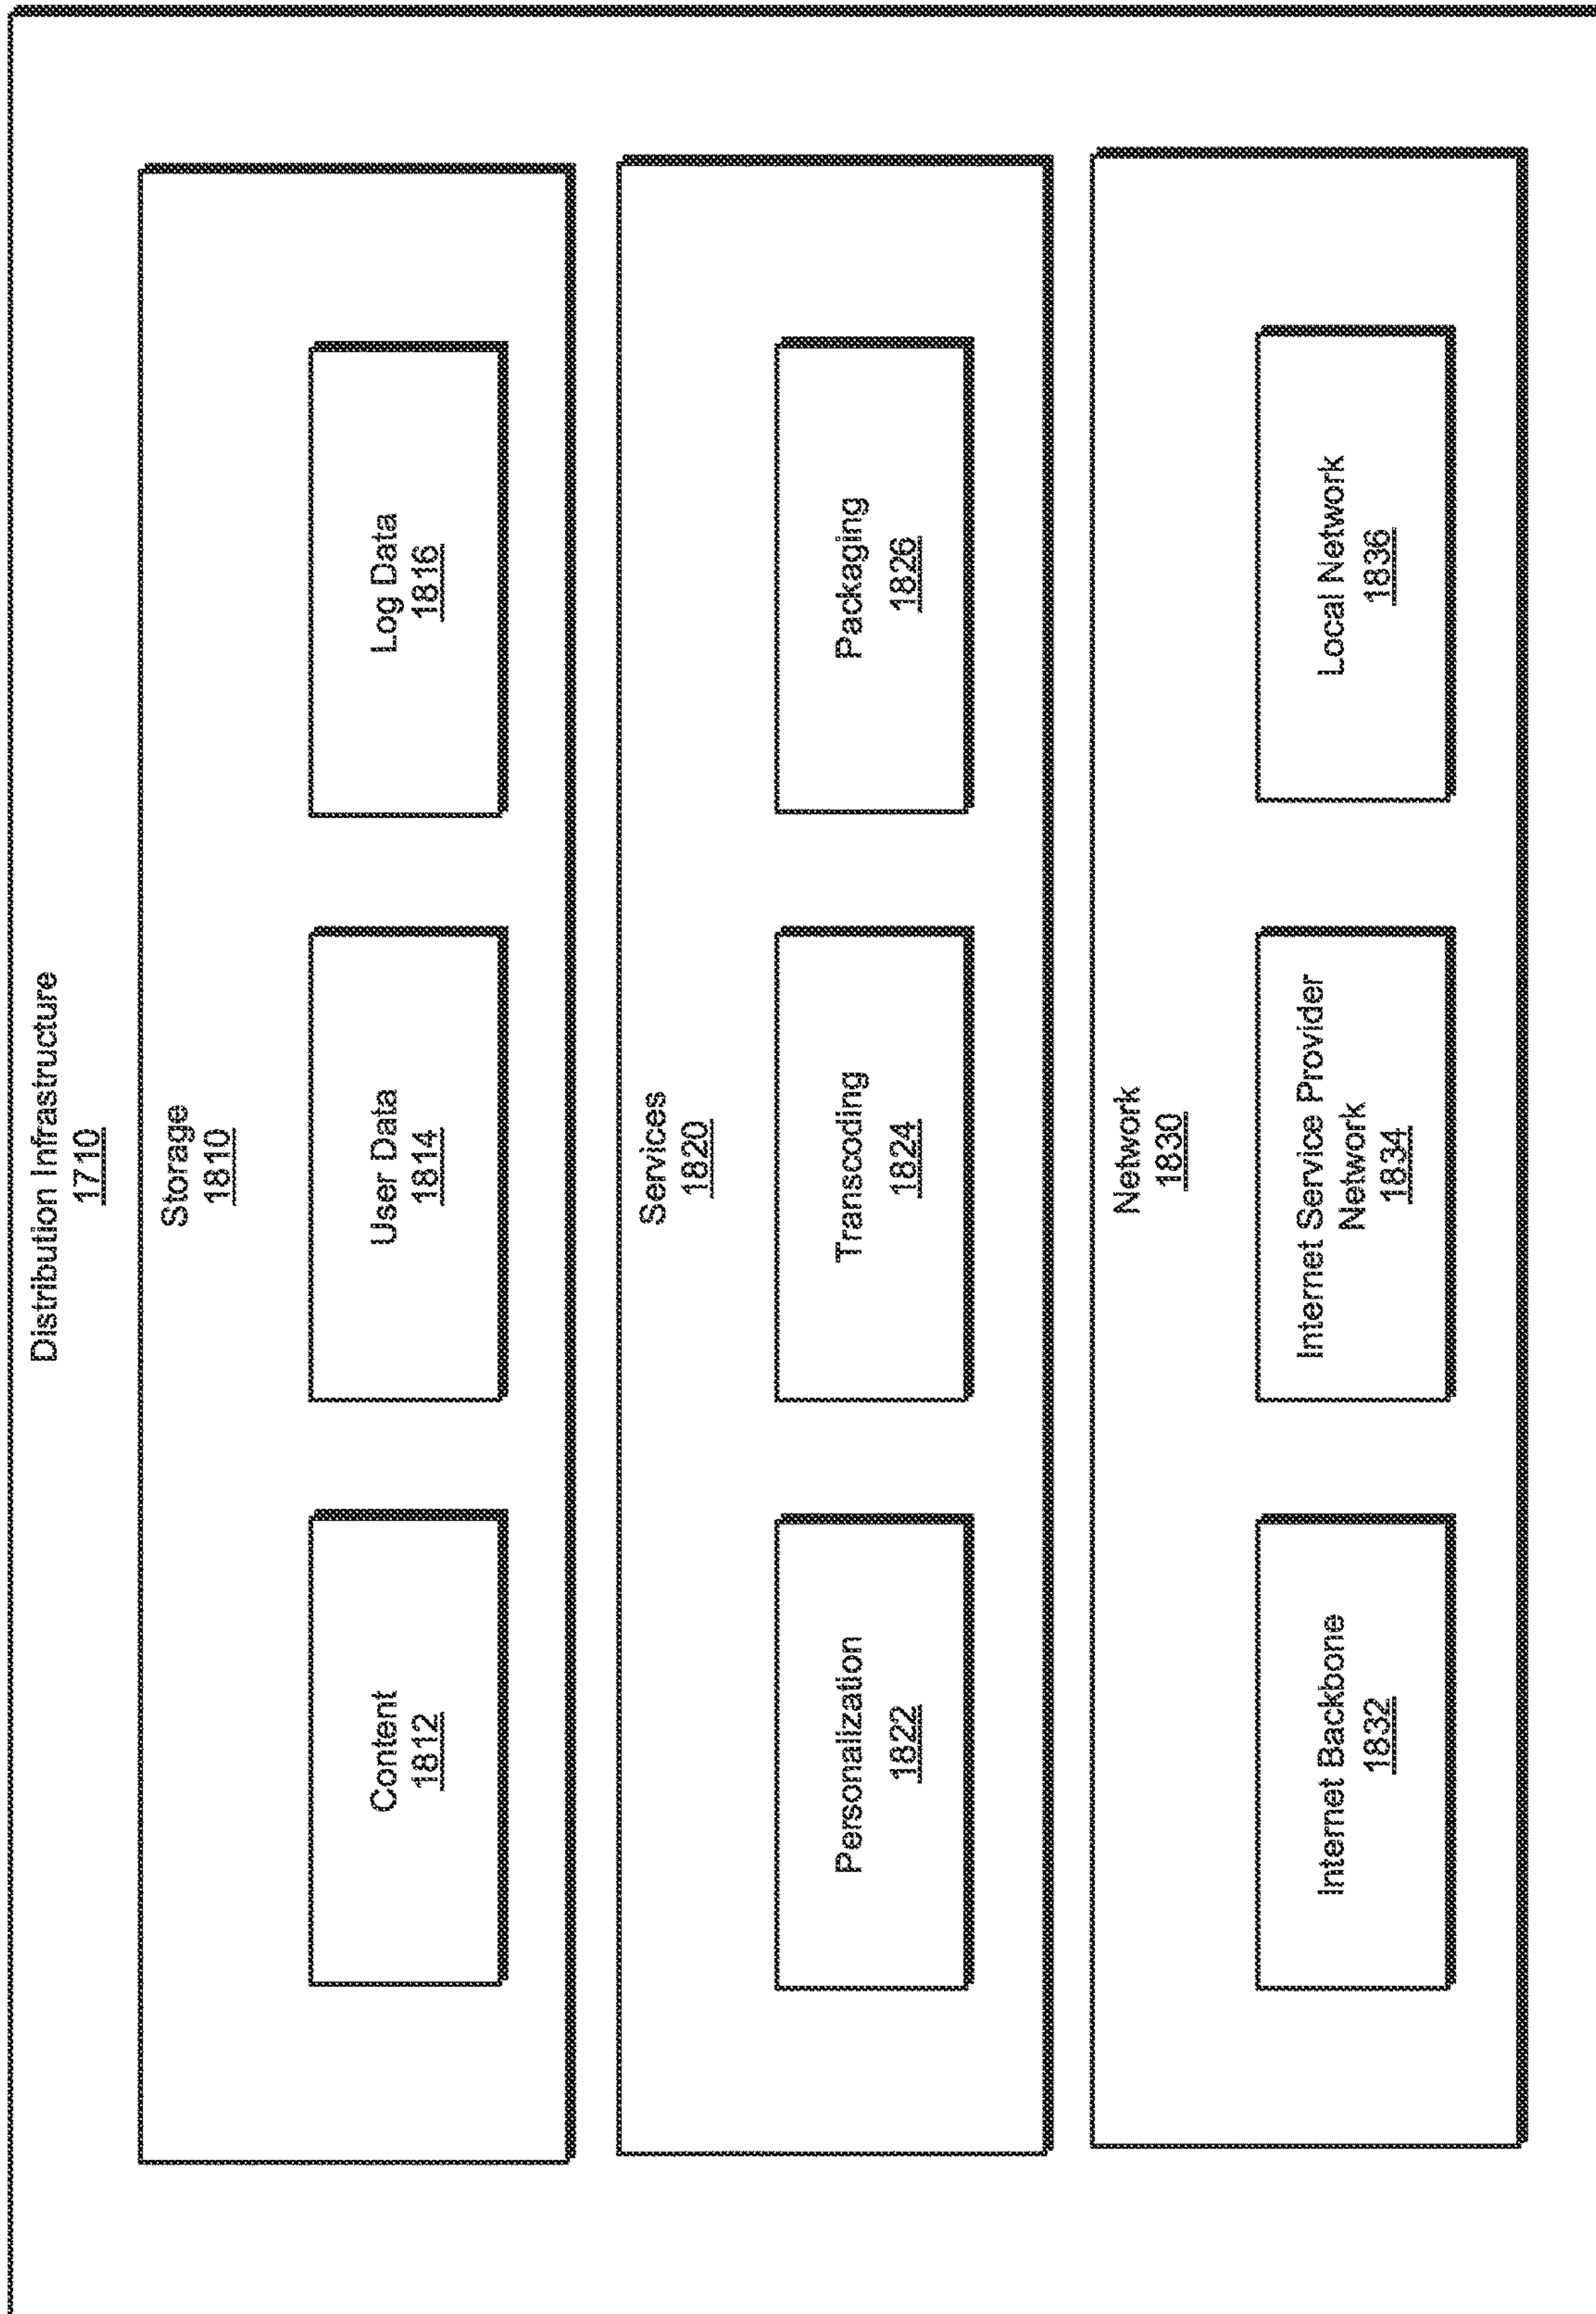 Distribution Infrastructure
1710
Storage
1810
Content
1812
User Data
1814
Log Data
1816
Services
1820
Personalization
1822
Transcoding
1824
Packaging
1826
Network
1830
Internet Backbone
1832
Internet Service Provider
Network
1834
Local Network
1836